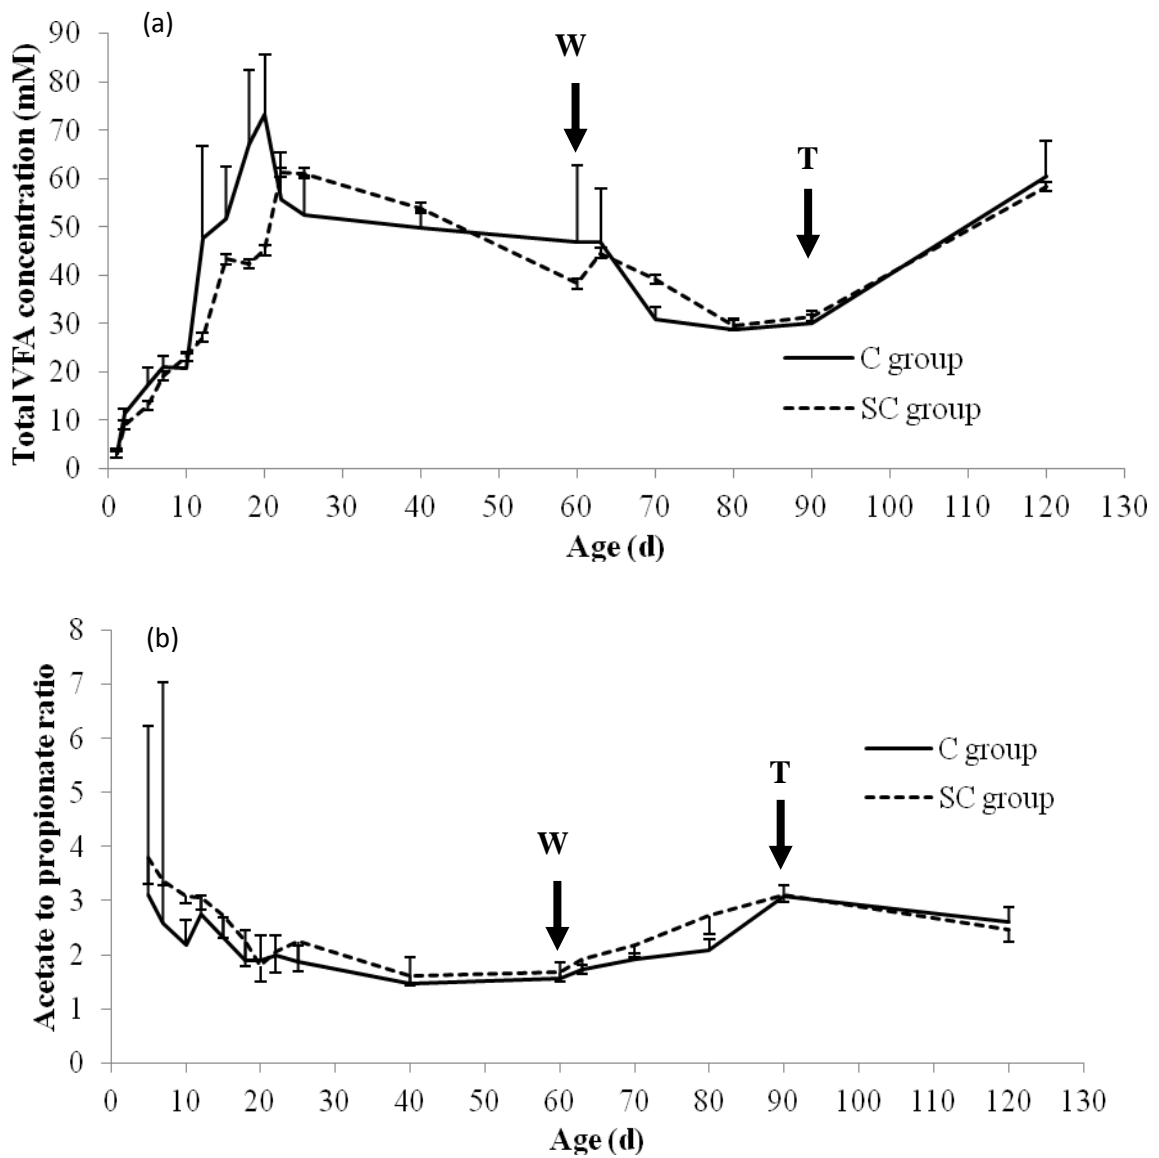 (a)
Total VFA concentration (mM)
90
80
70
60
50
40
30
20
10
0
W
T
C group
SC group
0 10 20 30 40 50 60 70 80 90 100 110 120 130
Age (d)
(b)
Acetate to propionate ratio
8
7
6
5
4
3
2
1
0
W
T
C group
SC group
0 10 20 30 40 50 60 70 80 90 100 110 120 130
Age (d)